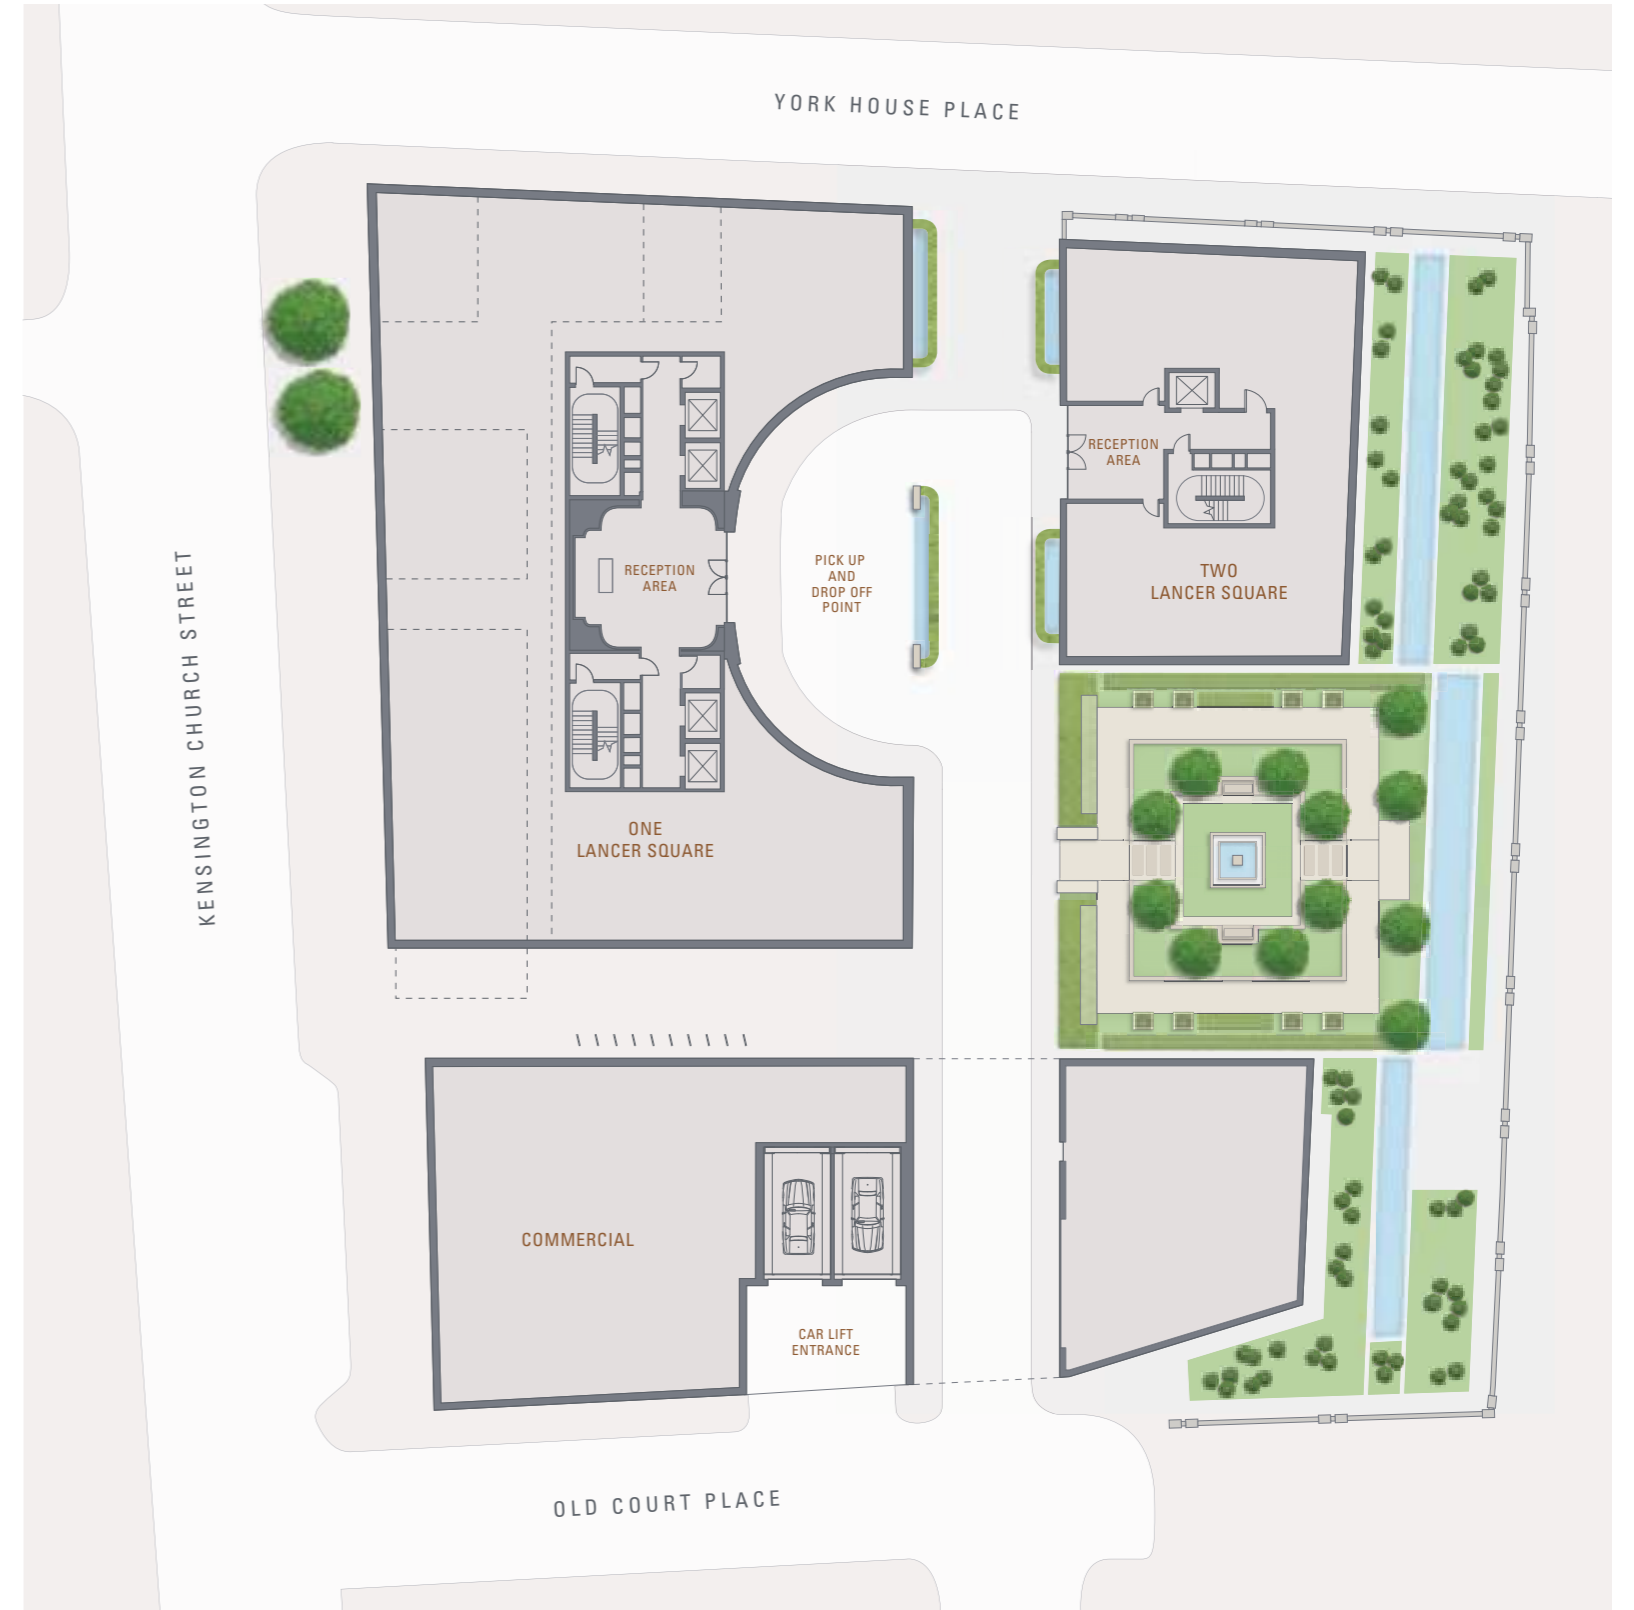 YORK HOUSE PLACE
KENSINGTON CHURCH STREET
RECEPTION
AREA
RECEPTION
AREA
PICK UP
AND
DROP OFF
POINT
TWO
LANCER SQUARE
ONE
LANCER SQUARE
COMMERCIAL
CAR LIFT
ENTRANCE
OLD COURT PLACE